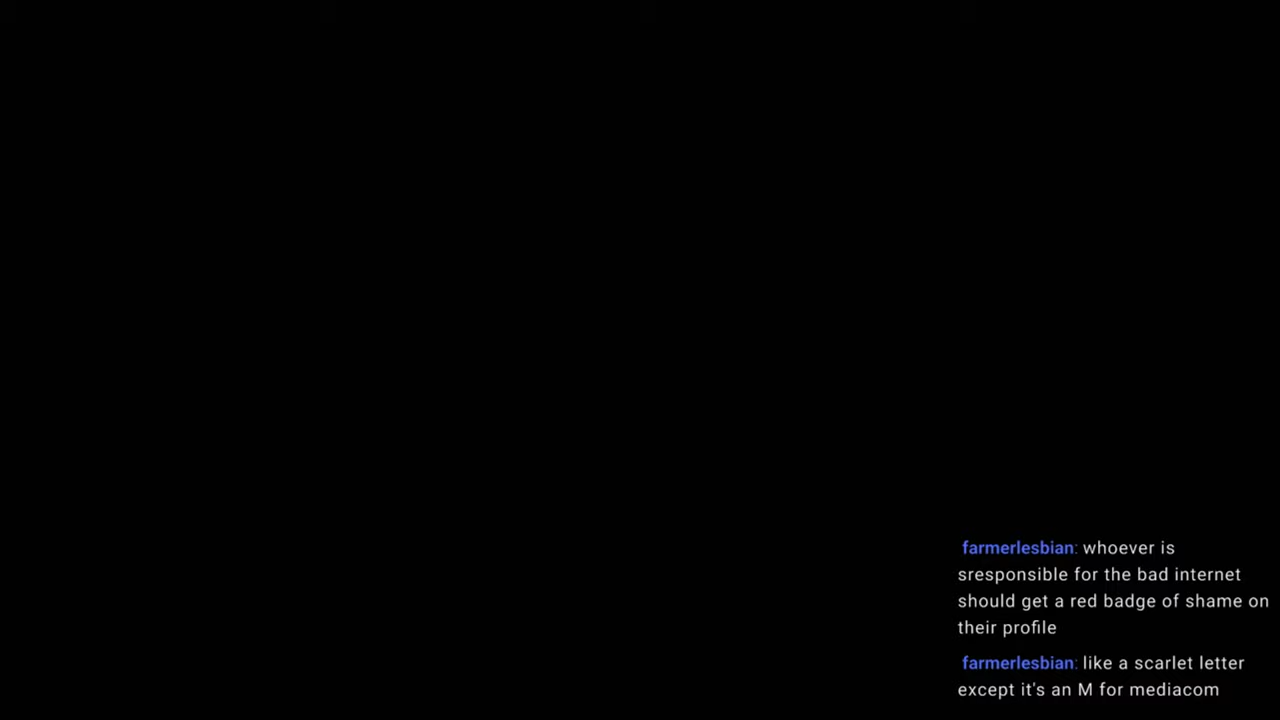 farmerlesbian: whoever is
sresponsible for the bad internet
should get a red badge of shame on
their profile
farmerlesbian: like a scarlet letter
except it's an M for mediacom